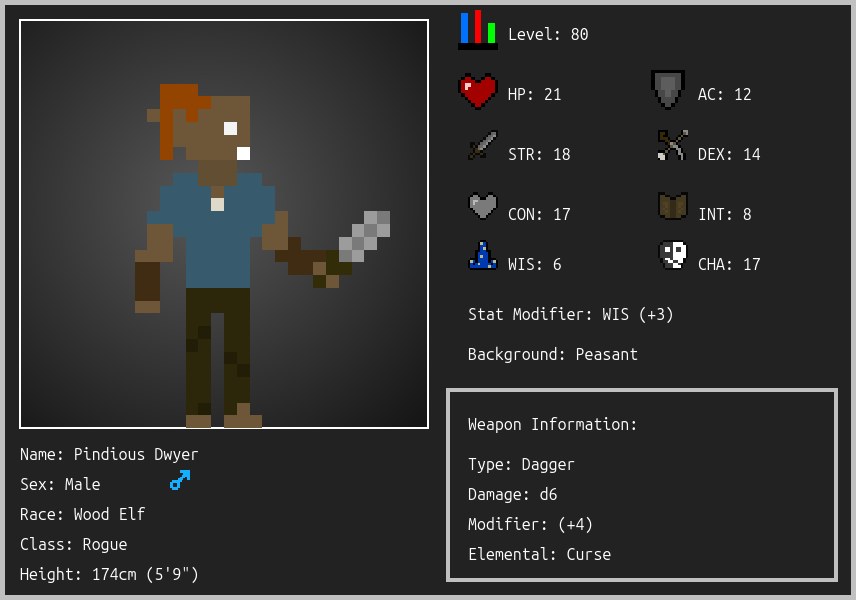 Level: 80
HP: 21
AC: 12
STR: 18
DEX: 14
CON: 17
INT: 8
WIS: 6
CHA: 17
Stat Modifier: WIS (+3)
Background: Peasant
Weapon Information:
Type: Dagger
Damage: d6
Modifier: (+4)
Elemental: Curse
Name: Pindious Dwyer
Sex: Male
Race: Wood Elf
Class: Rogue
Height: 174cm (5'9")